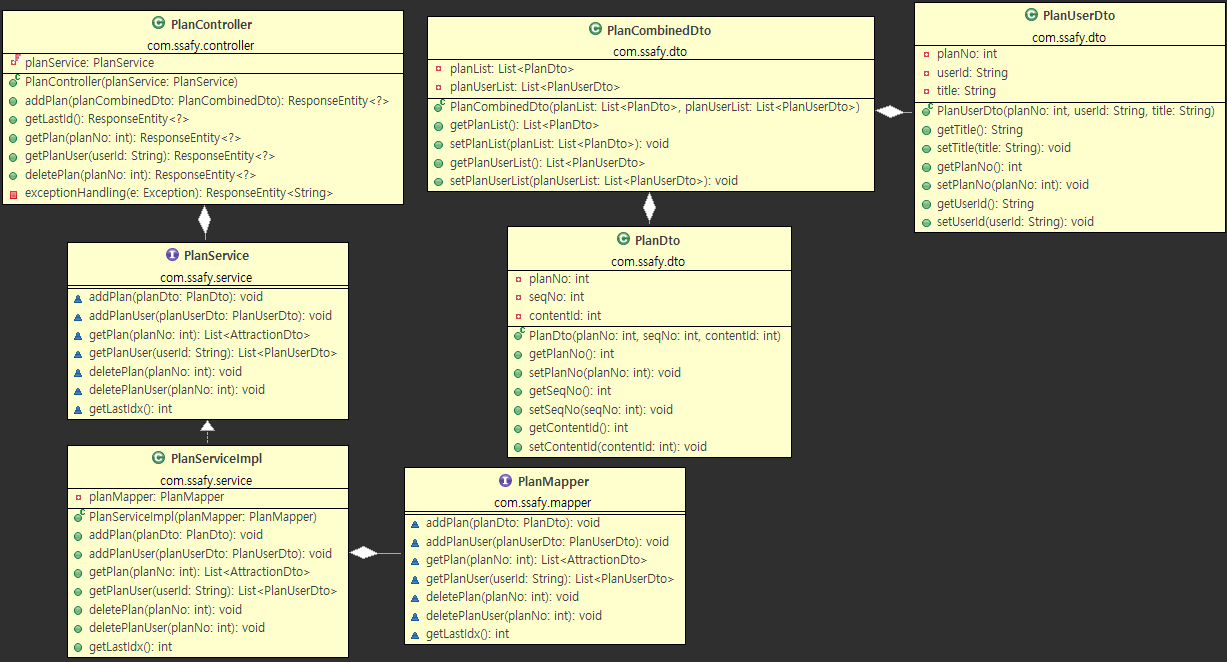 PlanController
com.ssafy.controller
planService: PlanService
PlanController(planService: PlanService)
addPlan(planCombinedDto: PlanCombinedDto): ResponseEntity<?>
getLastId(): ResponseEntity<?>
getPlan(planNo: int): ResponseEntity<?>
getPlanUser(userId: String): ResponseEntity<?>
deletePlan(planNo: int): ResponseEntity<?>
exceptionHandling(e: Exception): ResponseEntity<String>
PlanCombinedDto
com.ssafy.dto
planList: List<PlanDto>
planUserList: List<PlanUserDto>
PlanCombinedDto(planList: List<PlanDto>, planUserList: List<PlanUserDto>)
getPlanList(): List<PlanDto>
setPlanList(planList: List<PlanDto>): void
getPlanUserList(): List<PlanUserDto>
setPlanUserList(planUserList: List<PlanUserDto>): void
PlanUserDto
com.ssafy.dto
planNo: int
userId: String
title: String
PlanUserDto(planNo: int, userId: String, title: String)
getTitle(): String
setTitle(title: String): void
getPlanNo(): int
setPlanNo(planNo: int): void
getUserId(): String
setUserId(userId: String): void
PlanService
com.ssafy.service
addPlan(planDto: PlanDto): void
addPlanUser(planUserDto: PlanUserDto): void
getPlan(planNo: int): List<AttractionDto>
getPlanUser(userId: String): List<PlanUserDto>
deletePlan(planNo: int): void
deletePlanUser(planNo: int): void
getLastIdx(): int
PlanDto
com.ssafy.dto
planNo: int
seqNo: int
contentId: int
PlanDto(planNo: int, seqNo: int, contentId: int)
getPlanNo(): int
setPlanNo(planNo: int): void
getSeqNo(): int
setSeqNo(seqNo: int): void
getContentId(): int
setContentId(contentId: int): void
PlanServiceImpl
com.ssafy.service
planMapper: PlanMapper
PlanServiceImpl(planMapper: PlanMapper)
addPlan(planDto: PlanDto): void
addPlanUser(planUserDto: PlanUserDto): void
getPlan(planNo: int): List<AttractionDto>
getPlanUser(userId: String): List<PlanUserDto>
deletePlan(planNo: int): void
deletePlanUser(planNo: int): void
getLastIdx(): int
PlanMapper
com.ssafy.mapper
addPlan(planDto: PlanDto): void
addPlanUser(planUserDto: PlanUserDto): void
getPlan(planNo: int): List<AttractionDto>
getPlanUser(userId: String): List<PlanUserDto>
deletePlan(planNo: int): void
deletePlanUser(planNo: int): void
getLastIdx(): int